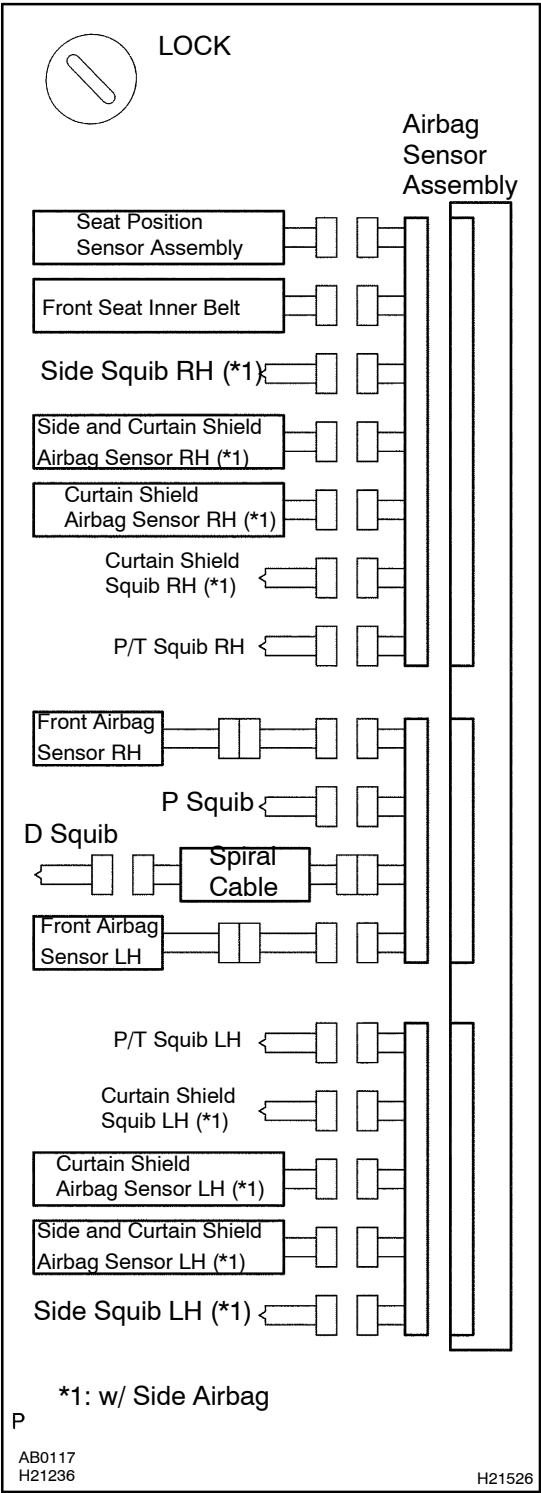 LOCK
Airbag
Sensor
Assembly
Seat Position
Sensor Assembly
Front Seat Inner Belt
Side Squib RH (*1)
Side and Curtain Shield
Airbag Sensor RH (*1)
Curtain Shield
Airbag Sensor RH (*1)
Curtain Shield
Squib RH (*1)
P/T Squib RH
Front Airbag
Sensor RH
P Squib
D Squib
Spiral
Cable
Front Airbag
Sensor LH
P/T Squib LH
Curtain Shield
Squib LH (*1)
Curtain Shield
Airbag Sensor LH (*1)
Side and Curtain Shield
Airbag Sensor LH (*1)
Side Squib LH (*1)
*1: w/ Side Airbag
P
AB0117
H21236
H21526